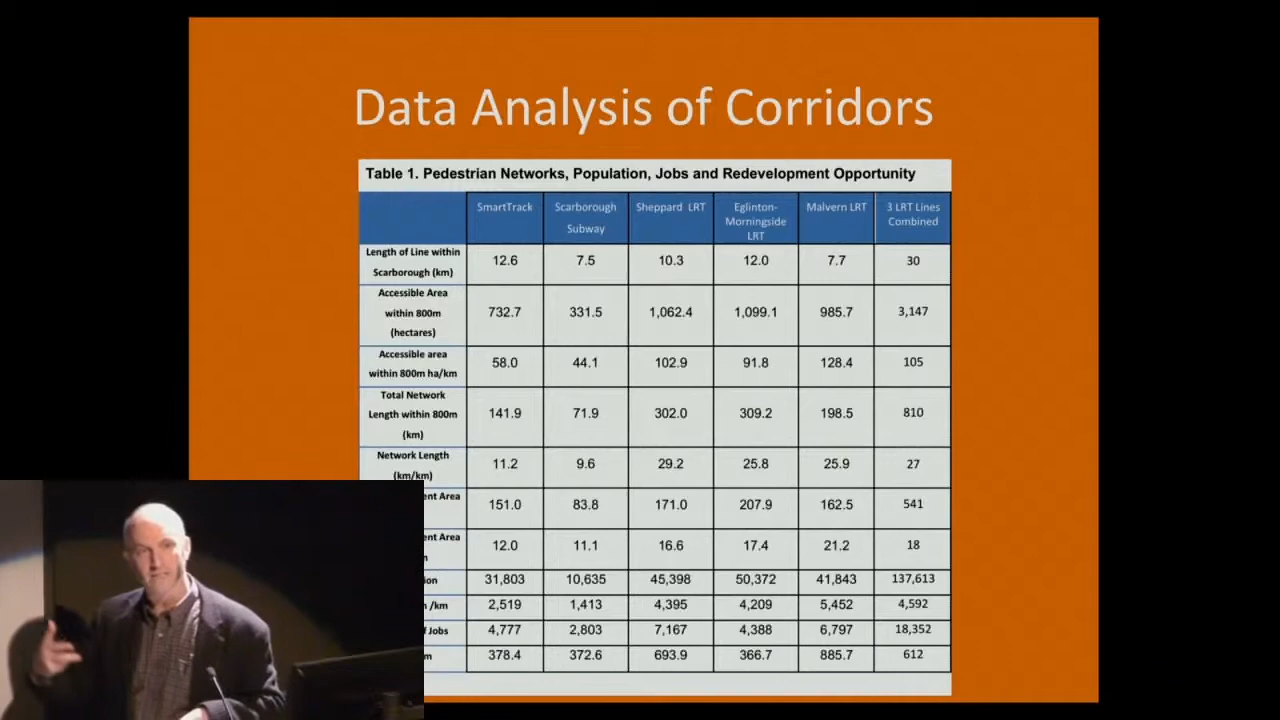 Data Analysis of Corridors
Table 1. Pedestrian Networks, Population, Jobs and Redevelopment Opportunity
SmartTrack Scarborough Subway Sheppard LRT Eglinton-Morningside LRT Malvern LRT 3 LRT Lines Combined
Length of Line within Scarborough (km) 12.6 7.5 10.3 12.0 7.7 30
Accessible Area within 800m (hectares) 732.7 331.5 1,062.4 1,099.1 985.7 3,147
Accessible area within 800m ha/km 58.0 44.1 102.9 91.8 128.4 105
Total Network Length within 800m (km) 141.9 71.9 302.0 309.2 198.5 810
Network Length (km/km) 11.2 9.6 29.2 25.8 25.9 27
ent Area 151.0 83.8 171.0 207.9 162.5 541
ent Area 12.0 11.1 16.6 17.4 21.2 18
ion 31,803 10,635 45,398 50,372 41,843 137,613
/km 2,519 1,413 4,395 4,209 5,452 4,592
Jobs 4,777 2,803 7,167 4,388 6,797 18,352
m 378.4 372.6 693.9 366.7 885.7 612